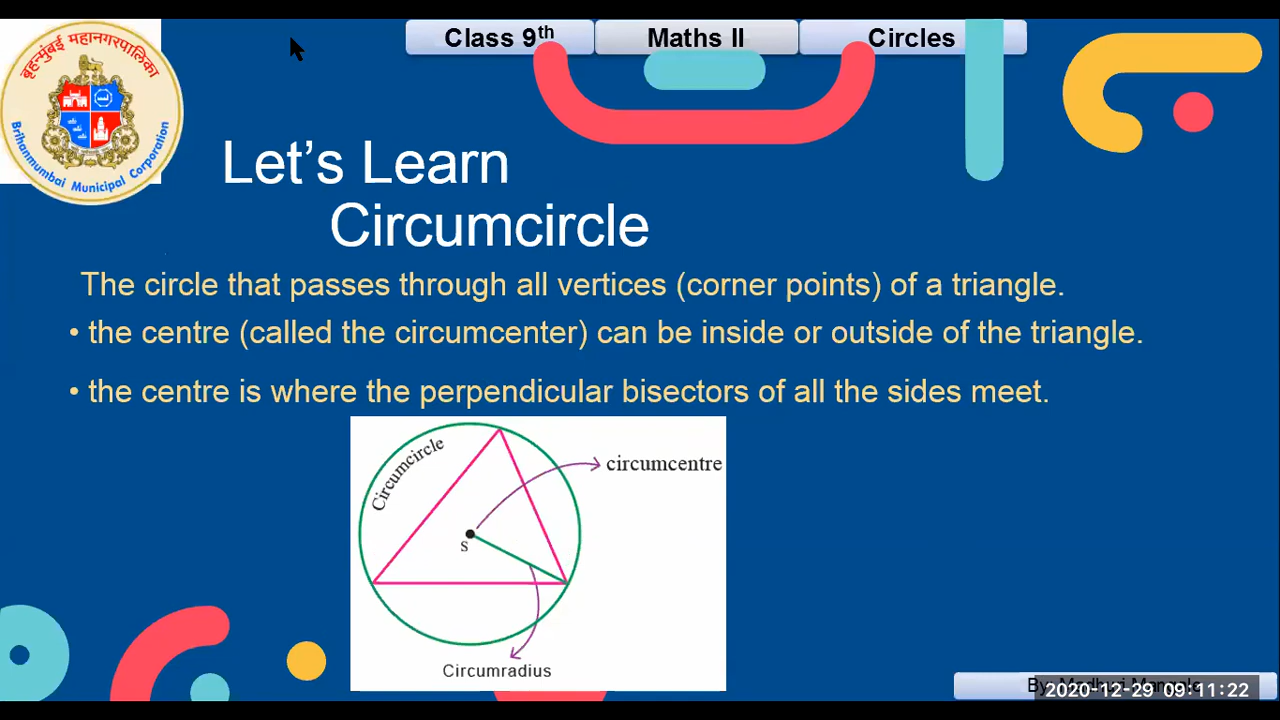 बृहन्मुंबई महानगरपालिका
Brihanmumbai Municipal Corporation
Class 9th
Maths II
Circles
Let’s Learn
Circumcircle
The circle that passes through all vertices (corner points) of a triangle.
• the centre (called the circumcenter) can be inside or outside of the triangle.
• the centre is where the perpendicular bisectors of all the sides meet.
Circumcircle
circumcentre
S
Circumradius
By
2020-12-29 09:11:22